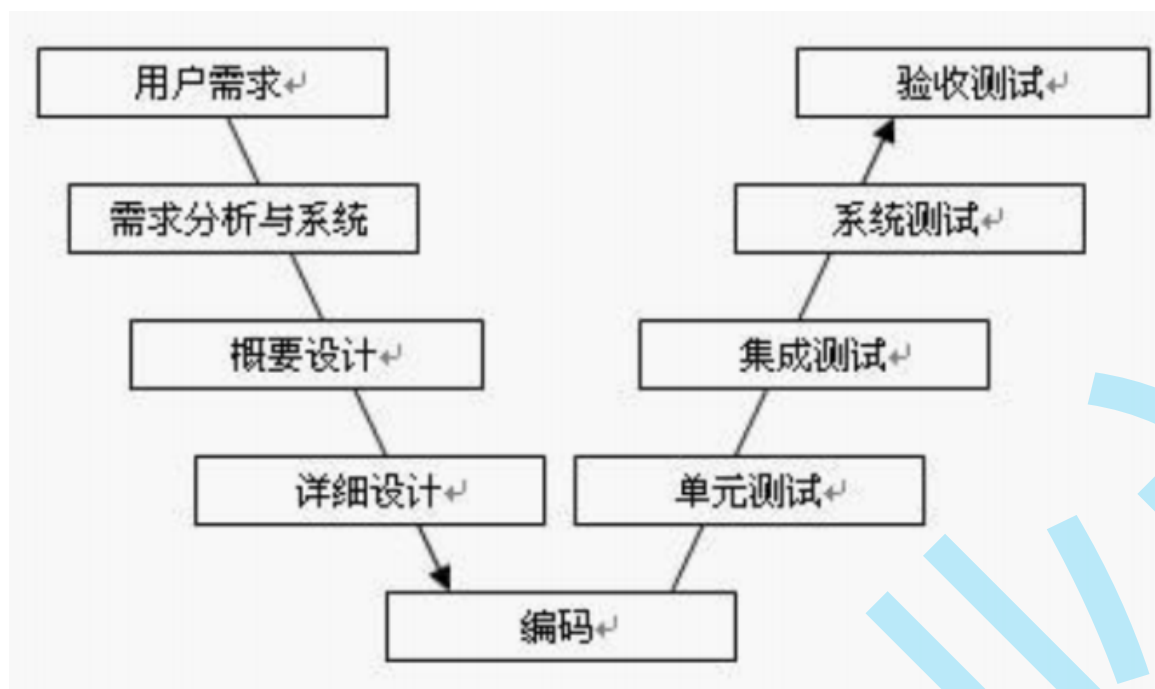 用户需求
验收测试
需求分析与系统
系统测试
概要设计
集成测试
详细设计
单元测试
编码